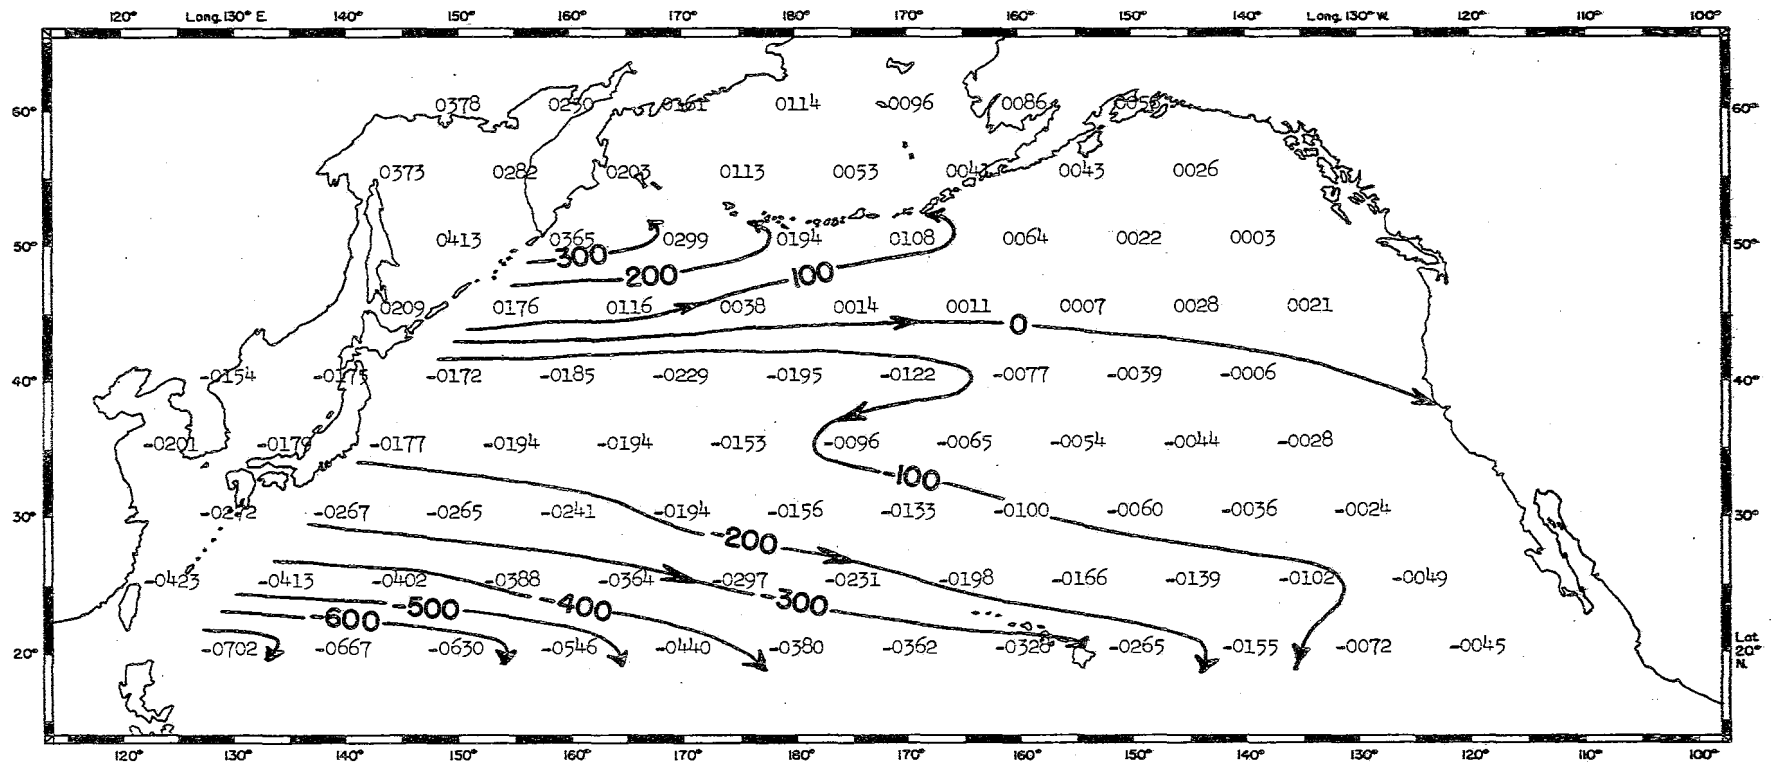 120° Long. 130° E. 140° 150° 160° 170° 180° 170° 160° 150° 140° Long. 130° W. 120° 110° 100°
60° 0378 0250 0161 0114 -0096 0086 60°
0373 0282 0203 0113 0053 0041 0043 0026
50° 0413 0365 0299 0194 0108 0064 0022 0003 50°
300
200 100
0209 0176 0116 0038 0014 0011 0007 0028 0021
0
40° -0154 -0175 -0172 -0185 -0229 -0195 -0122 -0077 -0039 -0006 40°
-0201 -0179 -0177 -0194 -0194 -0153 -0096 -0065 -0054 -0044 -0028
-100
30° -0272 -0267 -0265 -0241 -0194 -0156 -0133 -0100 -0060 -0036 -0024 30°
-200
-0423 -0413 -0402 -0388 -0364 -0297 -0231 -0198 -0166 -0139 -0102 -0049
-600 -500 -400 -300
20° -0702 -0667 -0630 -0546 -0440 -0380 -0362 -0328 -0265 -0155 -0072 -0045 Lat
20°
N.
120° 130° 140° 150° 160° 170° 180° 170° 160° 150° 140° 130° 120° 110° 100°